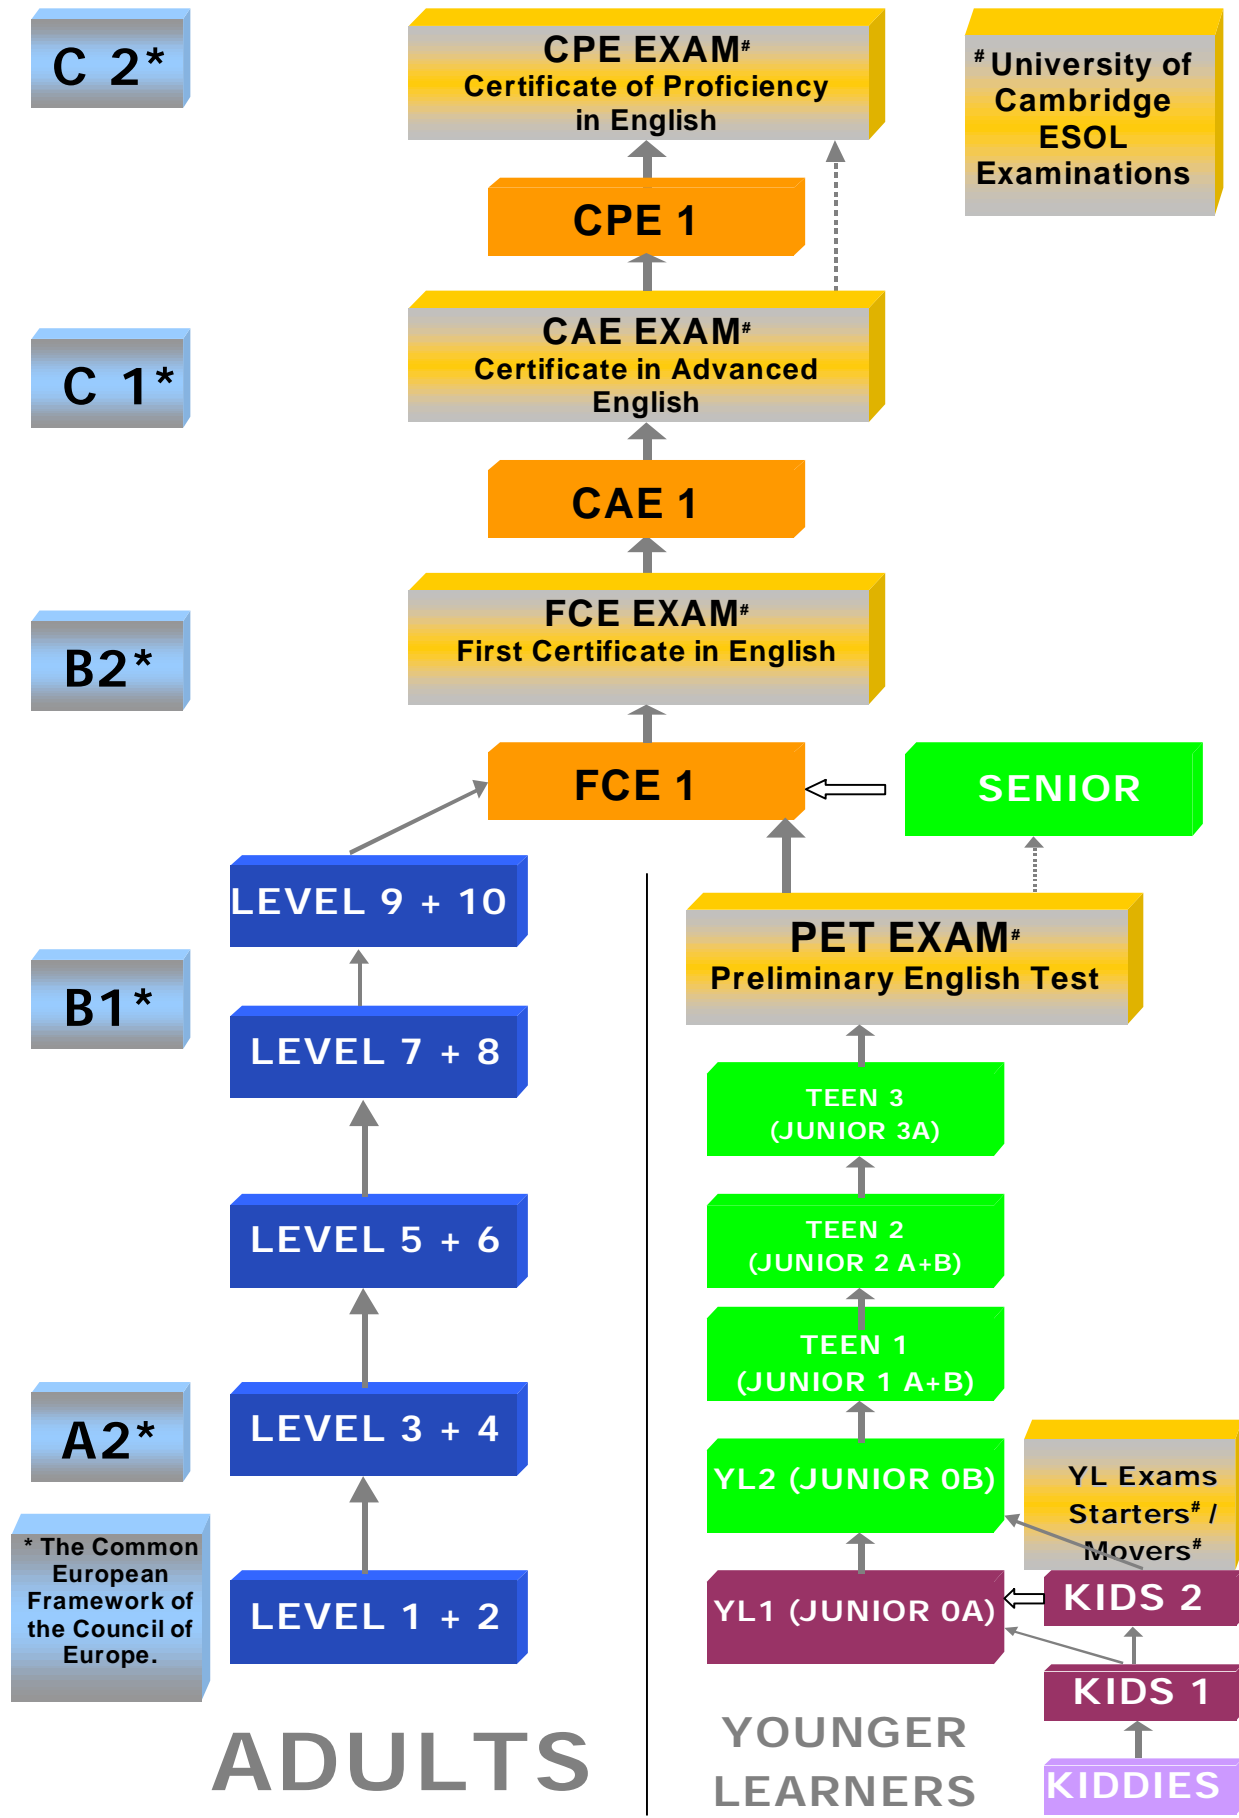 C 2*
CPE EXAM#
Certificate of Proficiency
in English
# University of
Cambridge
ESOL
Examinations
CPE 1
C 1*
CAE EXAM#
Certificate in Advanced
English
CAE 1
B2*
FCE EXAM#
First Certificate in English
FCE 1
SENIOR
LEVEL 9 + 10
B1*
PET EXAM#
Preliminary English Test
LEVEL 7 + 8
TEEN 3
(JUNIOR 3A)
LEVEL 5 + 6
TEEN 2
(JUNIOR 2 A+B)
TEEN 1
(JUNIOR 1 A+B)
A2*
LEVEL 3 + 4
YL2 (JUNIOR 0B)
YL Exams
Starters# /
Movers#
* The Common
European
Framework of
the Council of
Europe.
LEVEL 1 + 2
YL1 (JUNIOR 0A)
KIDS 2
KIDS 1
ADULTS
YOUNGER
LEARNERS
KIDDIES